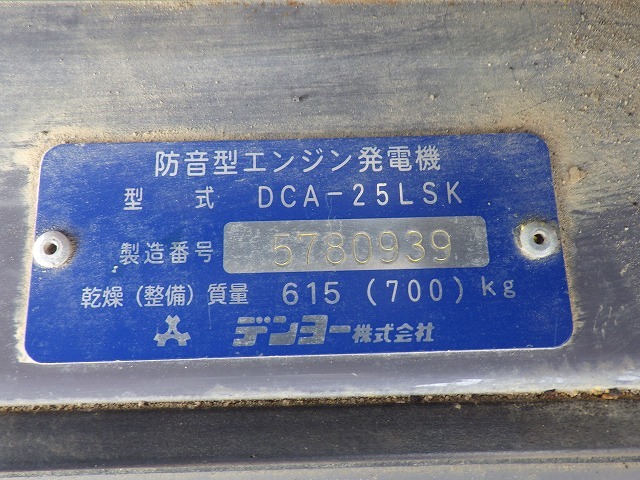 防音型エンジン発電機
型式 DCA-25LSK
製造番号 5780939
乾燥(整備)質量 615 (700) kg
デンヨー株式会社